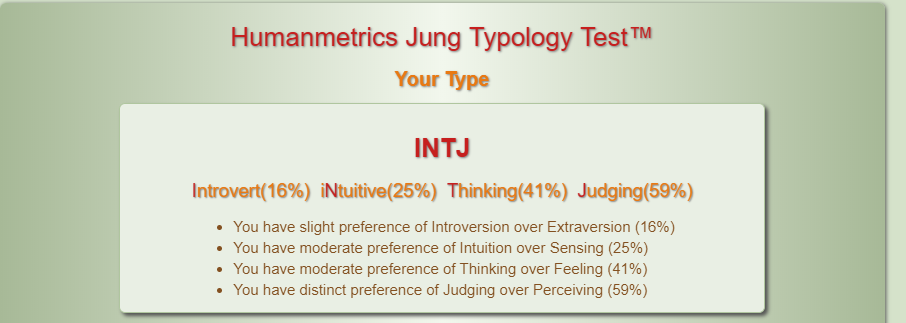 Humanmetrics Jung Typology Test™
Your Type
INTJ
Introvert(16%) iNtuitive(25%) Thinking(41%) Judging(59%)
• You have slight preference of Introversion over Extraversion (16%)
• You have moderate preference of Intuition over Sensing (25%)
• You have moderate preference of Thinking over Feeling (41%)
• You have distinct preference of Judging over Perceiving (59%)